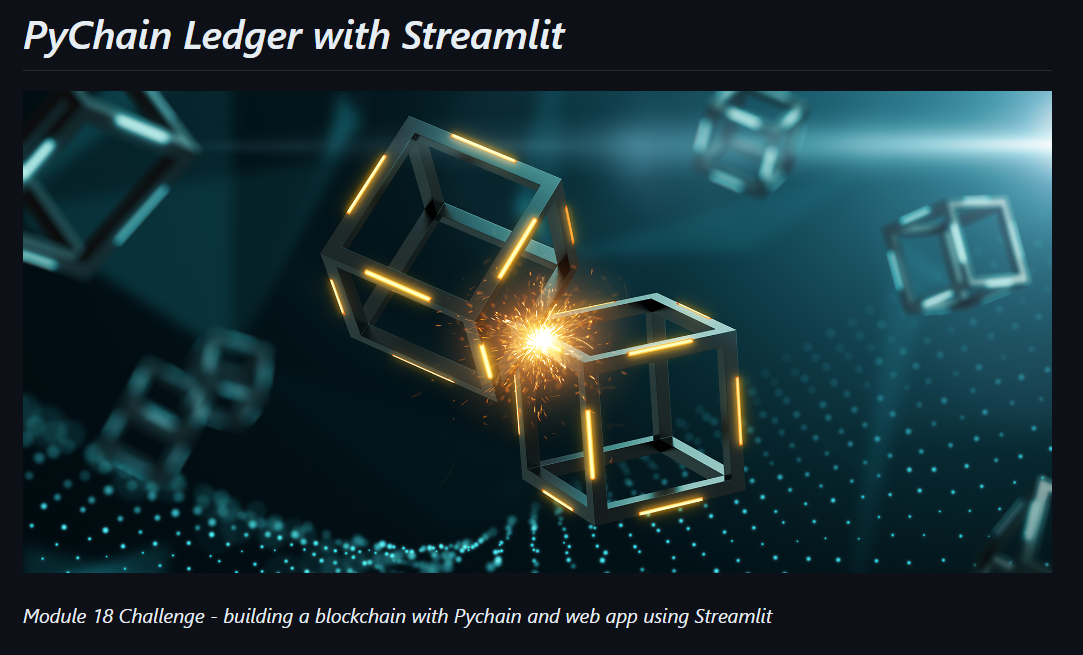 PyChain Ledger with Streamlit
Module 18 Challenge - building a blockchain with Pychain and web app using Streamlit